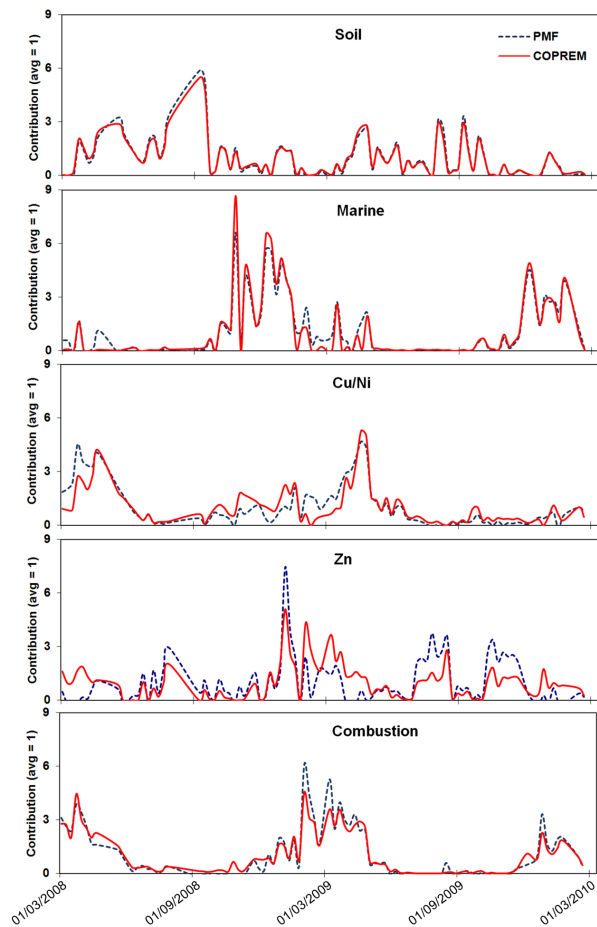 9
6
3
0
Contribution (avg = 1)
Soil
PMF
COPREM
9
6
3
0
Contribution (avg = 1)
Marine
9
6
3
0
Contribution (avg = 1)
Cu/Ni
9
6
3
0
Contribution (avg = 1)
Zn
9
6
3
0
Contribution (avg = 1)
Combustion
01/03/2008
01/09/2008
01/03/2009
01/09/2009
01/03/2010